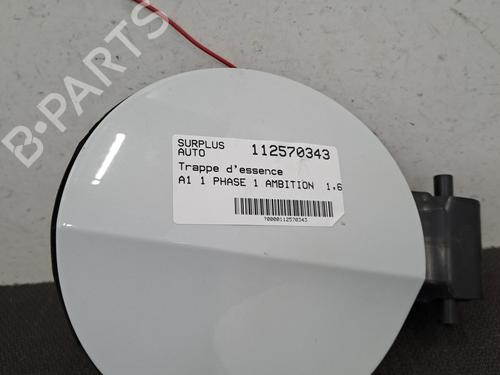 B-PARTS
SURPLUS AUTO 112570343
Trappe d'essence
A1 1 PHASE 1 AMBITION 1.6
70000112570343